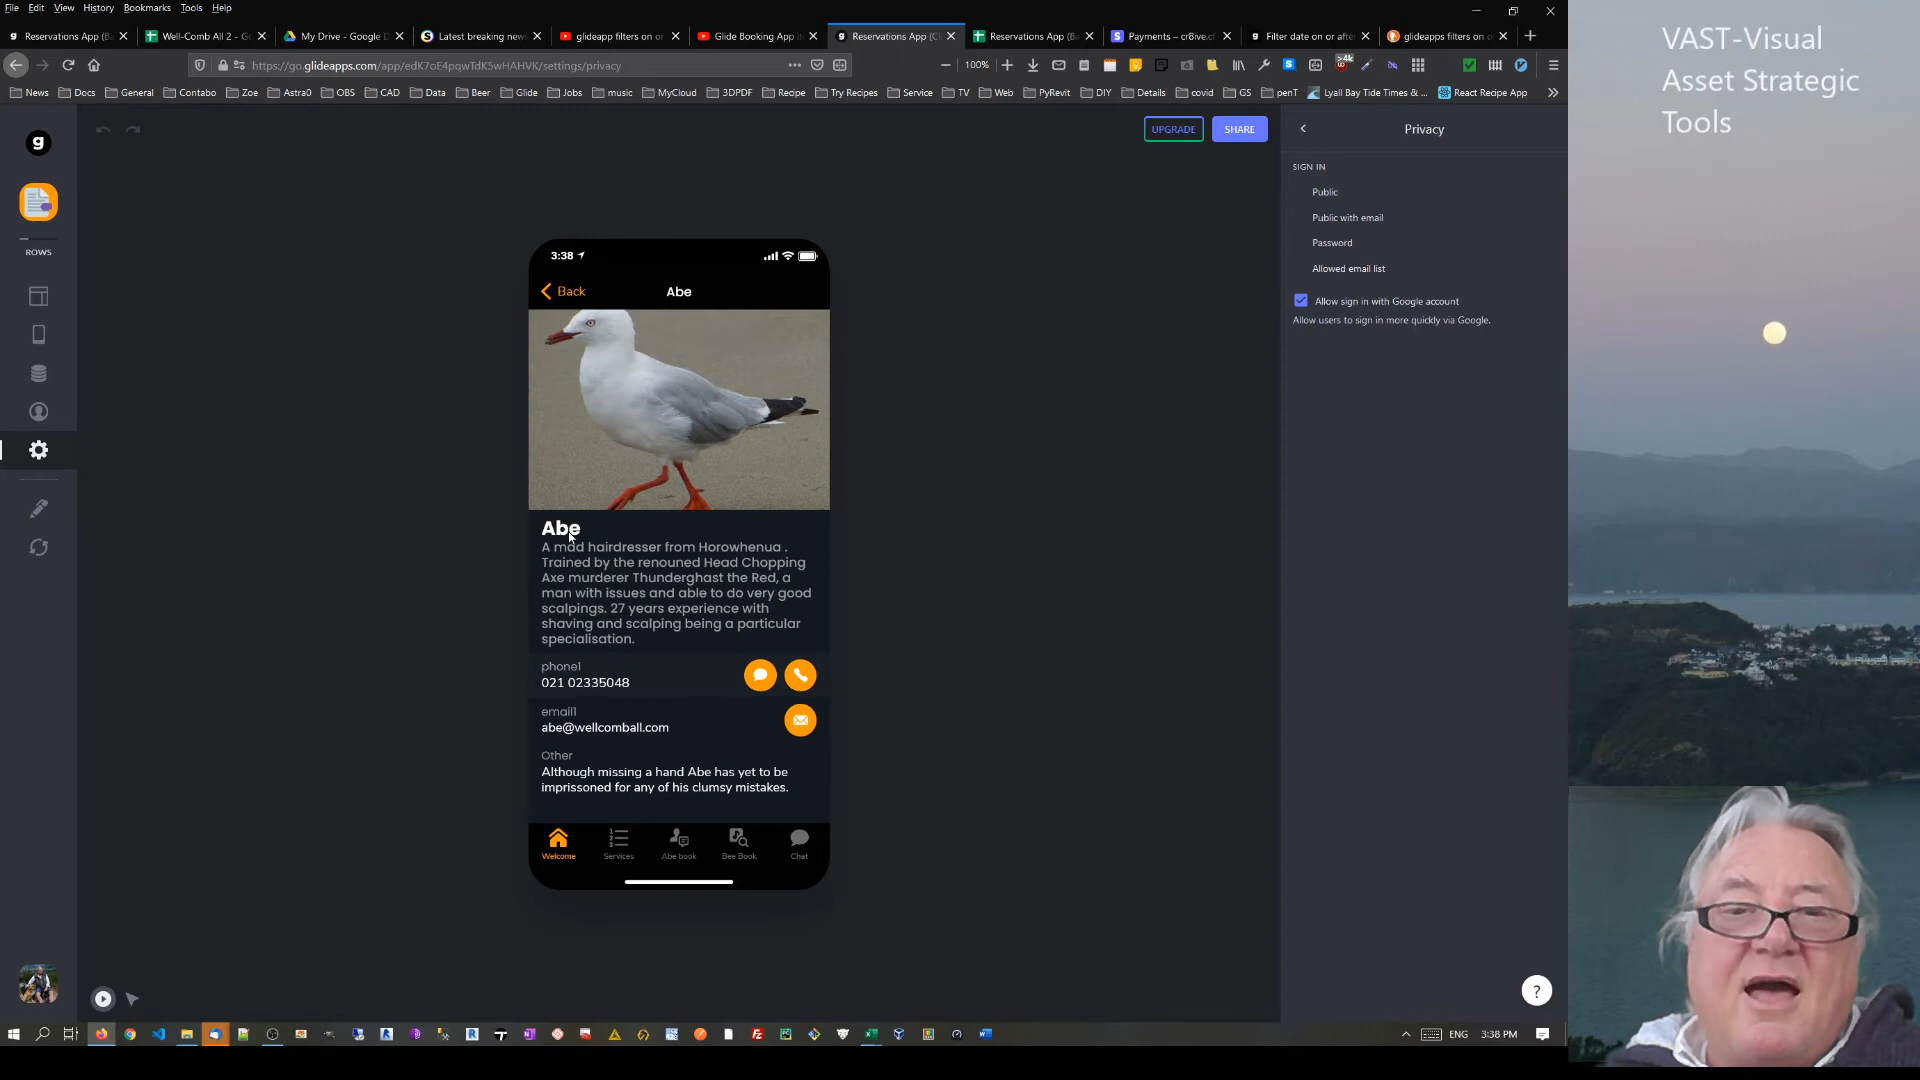 File Edit View History Bookmarks Tools Help
Reservations App (Ba
Well-Comb All 2 - Go
My Drive - Google D
Latest breaking news
glideapp filters on or
Glide Booking App it
Reservations App (Cl
Reservations App (Ba
Payments – cr8ive.cf
Filter date on or after
glideapps filters on o
https://go.glideapps.com/app/edK7oE4pqwTdK5wHAHVK/settings/privacy
100%
>4k
News Docs General Contabo Zoe Astra0 OBS CAD Data Beer Glide Jobs music MyCloud 3DPDF Recipe Try Recipes Service TV Web PyRevit DIY Details covid GS penT Lyall Bay Tide Times & ... React Recipe App
g
ROWS
UPGRADE
SHARE
Privacy
SIGN IN
Public
Public with email
Password
Allowed email list
Allow sign in with Google account
Allow users to sign in more quickly via Google.
3:38
Back
Abe
Abe
A mad hairdresser from Horowhenua .
Trained by the renouned Head Chopping
Axe murderer Thunderghast the Red, a
man with issues and able to do very good
scalpings. 27 years experience with
shaving and scalping being a particular
specialisation.
phone1
021 02335048
email1
abe@wellcomball.com
Other
Although missing a hand Abe has yet to be
imprissoned for any of his clumsy mistakes.
Welcome
Services
Abe book
Bee Book
Chat
?
ENG
3:38 PM
VAST-Visual
Asset Strategic
Tools